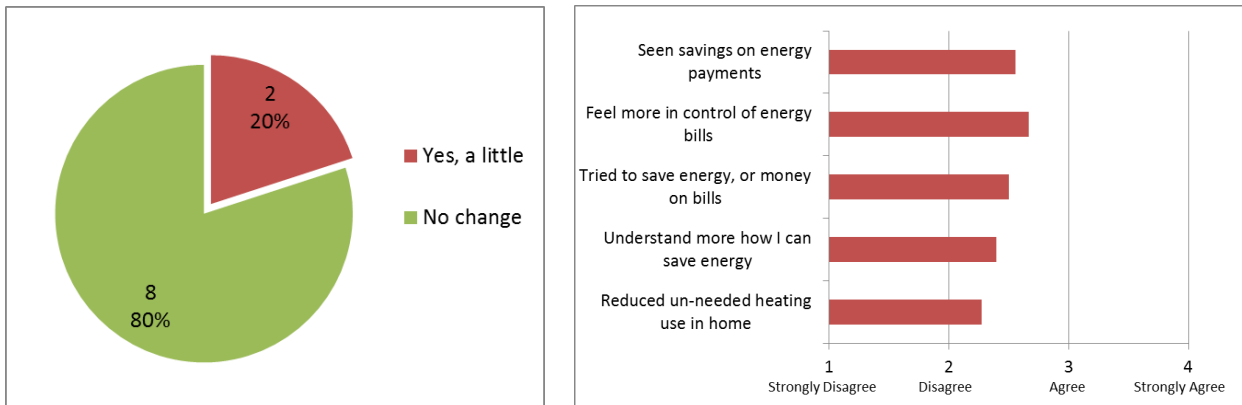 2
20%
8
80%
Yes, a little
No change
Seen savings on energy
payments
Feel more in control of energy
bills
Tried to save energy, or money
on bills
Understand more how I can
save energy
Reduced un-needed heating
use in home
1 2 3 4
Strongly Disagree Disagree Agree Strongly Agree